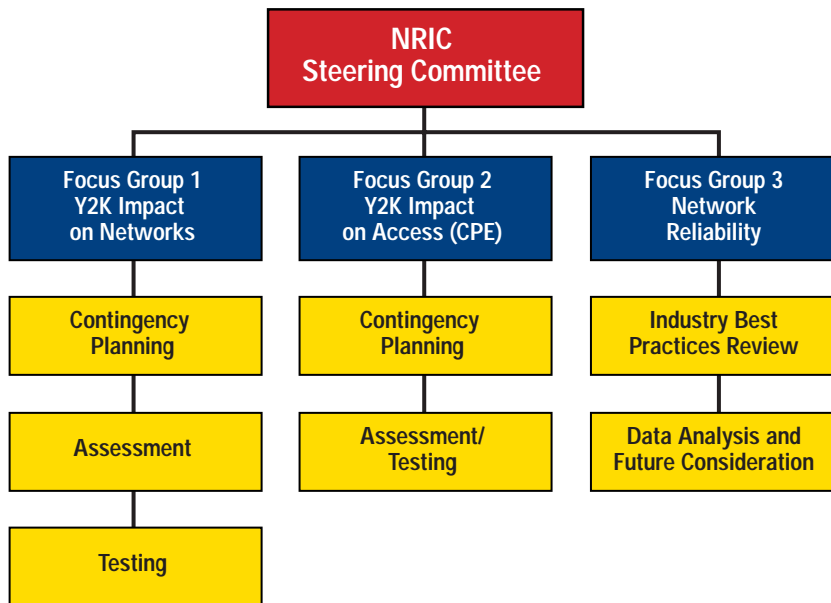 NRIC
Steering Committee
Focus Group 1
Y2K Impact
on Networks
Focus Group 2
Y2K Impact
on Access (CPE)
Focus Group 3
Network
Reliability
Contingency
Planning
Contingency
Planning
Industry Best
Practices Review
Assessment
Assessment/
Testing
Data Analysis and
Future Consideration
Testing